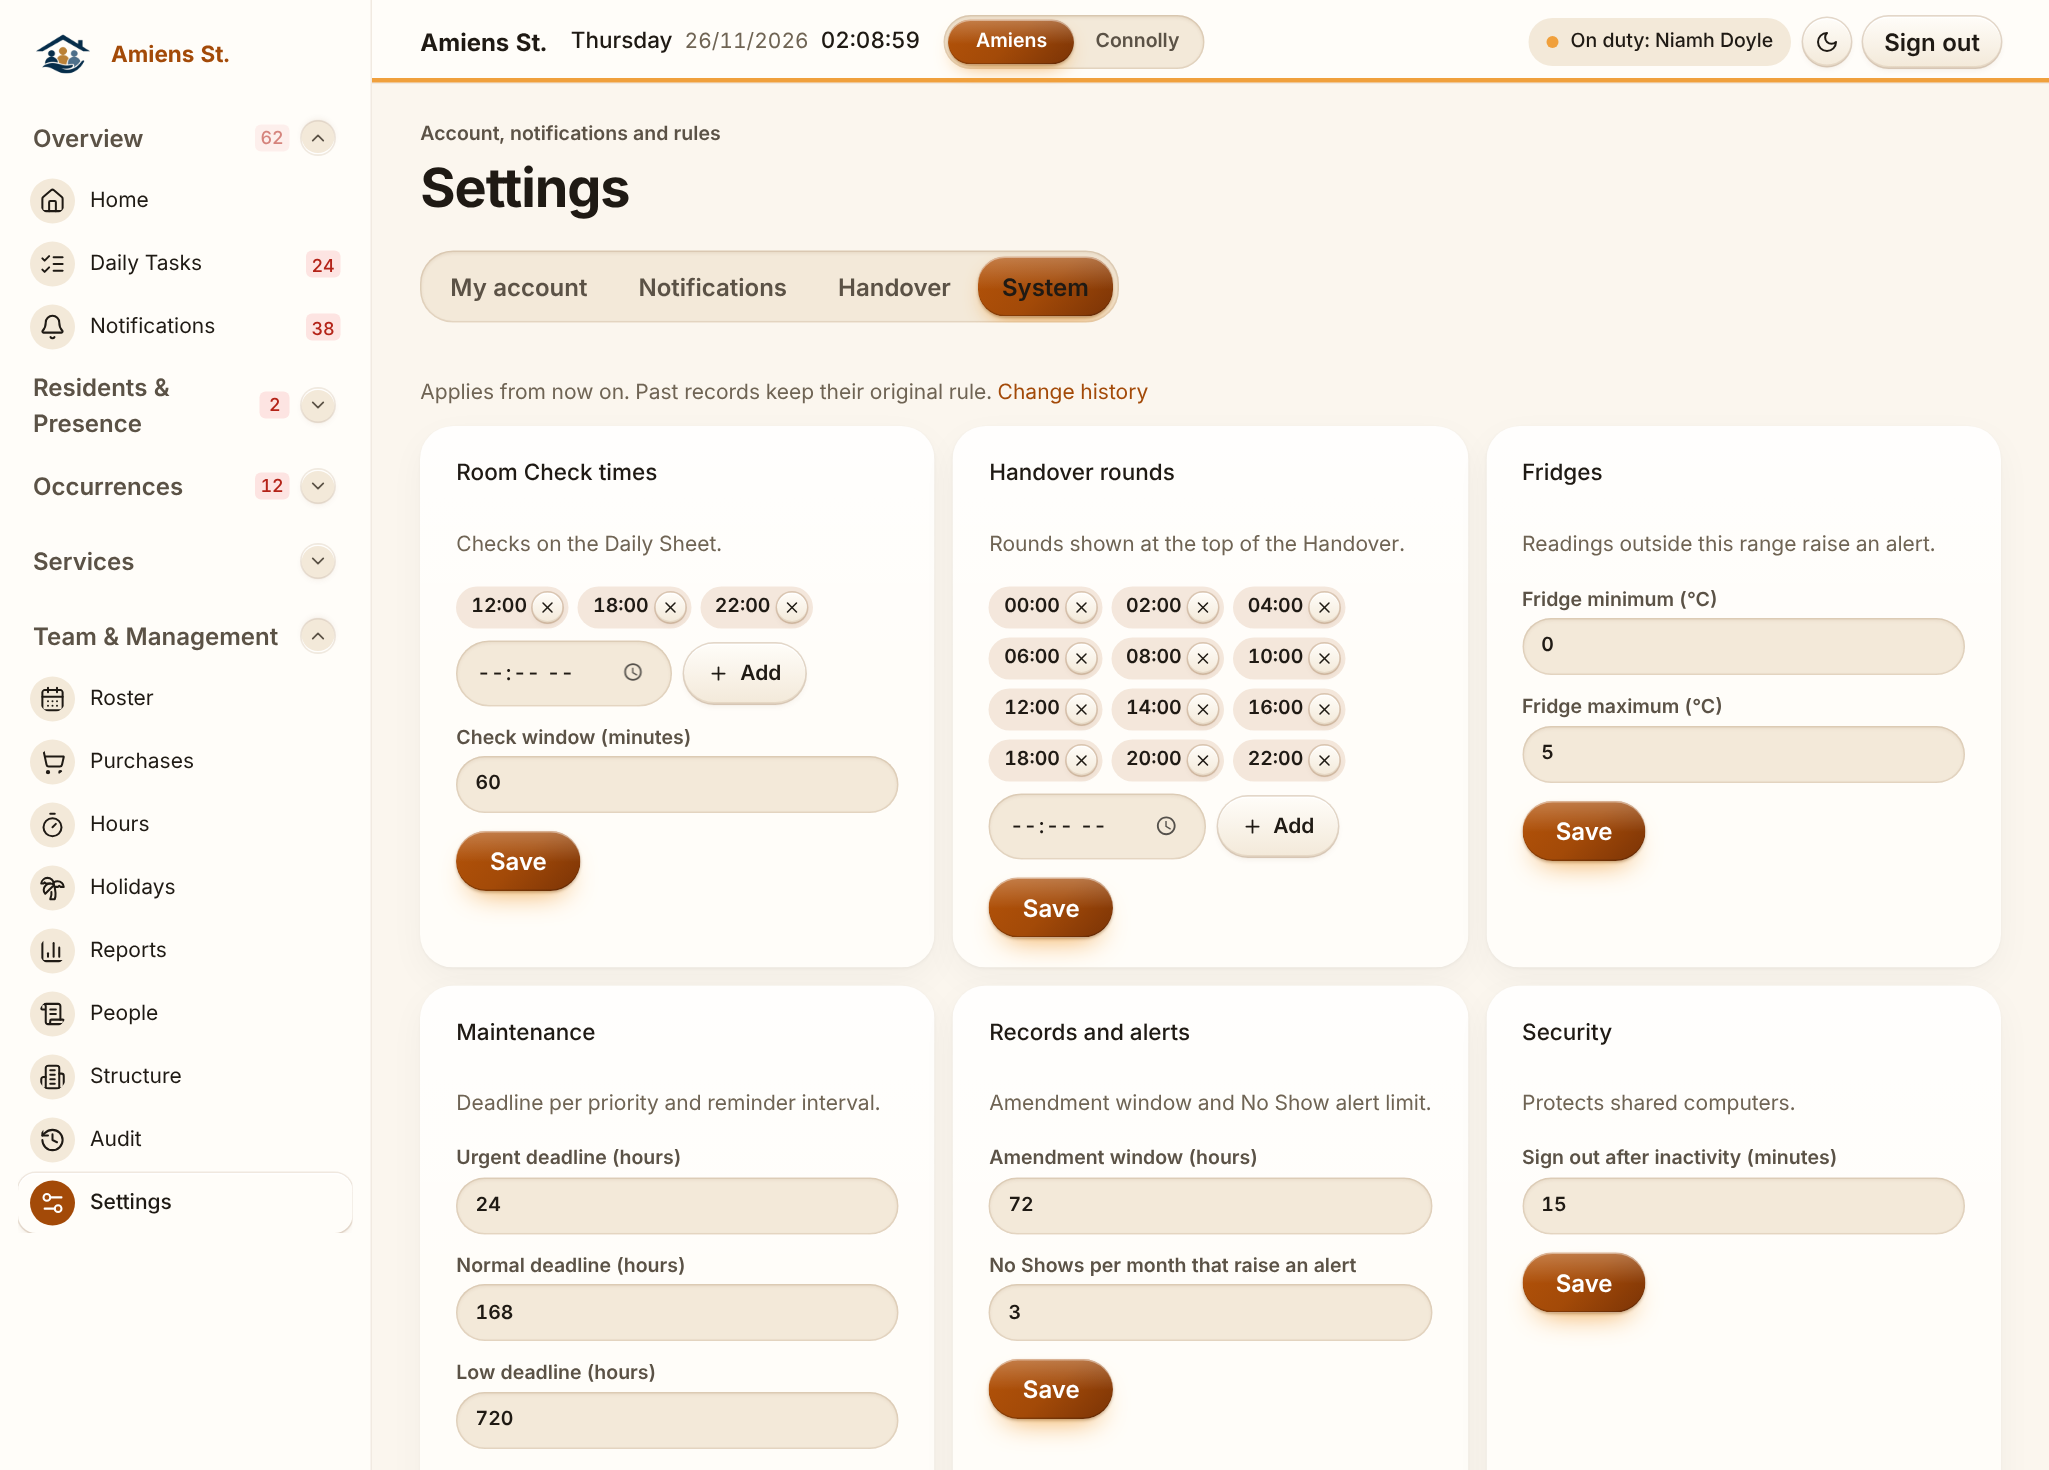 Amiens St.
Overview 62
Home
Daily Tasks 24
Notifications 38
Residents &
Presence 2
Occurrences 12
Services
Team & Management
Roster
Purchases
Hours
Holidays
Reports
People
Structure
Audit
Settings
Amiens St. Thursday 26/11/2026 02:08:59 Amiens Connolly On duty: Niamh Doyle Sign out
Account, notifications and rules
Settings
My account Notifications Handover System
Applies from now on. Past records keep their original rule. Change history
Room Check times
Checks on the Daily Sheet.
12:00 18:00 22:00
--:-- -- + Add
Check window (minutes)
60
Save
Handover rounds
Rounds shown at the top of the Handover.
00:00 02:00 04:00
06:00 08:00 10:00
12:00 14:00 16:00
18:00 20:00 22:00
--:-- -- + Add
Save
Fridges
Readings outside this range raise an alert.
Fridge minimum (°C)
0
Fridge maximum (°C)
5
Save
Maintenance
Deadline per priority and reminder interval.
Urgent deadline (hours)
24
Normal deadline (hours)
168
Low deadline (hours)
720
Records and alerts
Amendment window and No Show alert limit.
Amendment window (hours)
72
No Shows per month that raise an alert
3
Save
Security
Protects shared computers.
Sign out after inactivity (minutes)
15
Save